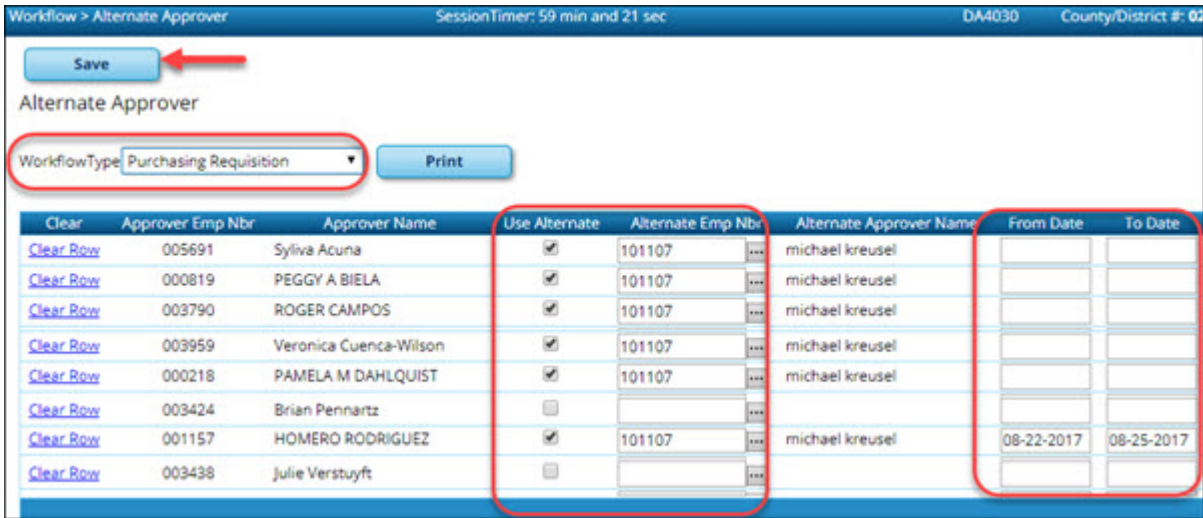 Workflow > Alternate Approver SessionTimer: 59 min and 21 sec DA4030 County/District #: 02
Save
Alternate Approver
WorkflowType Purchasing Requisition Print
Clear Approver Emp Nbr Approver Name Use Alternate Alternate Emp Nbr Alternate Approver Name From Date To Date
Clear Row 005691 Syliva Acuna 101107 ... michael kreusel
Clear Row 000819 PEGGY A BIELA 101107 ... michael kreusel
Clear Row 003790 ROGER CAMPOS 101107 ... michael kreusel
Clear Row 003959 Veronica Cuenca-Wilson 101107 ... michael kreusel
Clear Row 000218 PAMELA M DAHLQUIST 101107 ... michael kreusel
Clear Row 003424 Brian Pennartz ...
Clear Row 001157 HOMERO RODRIGUEZ 101107 ... michael kreusel 08-22-2017 08-25-2017
Clear Row 003438 Julie Verstuyft ...